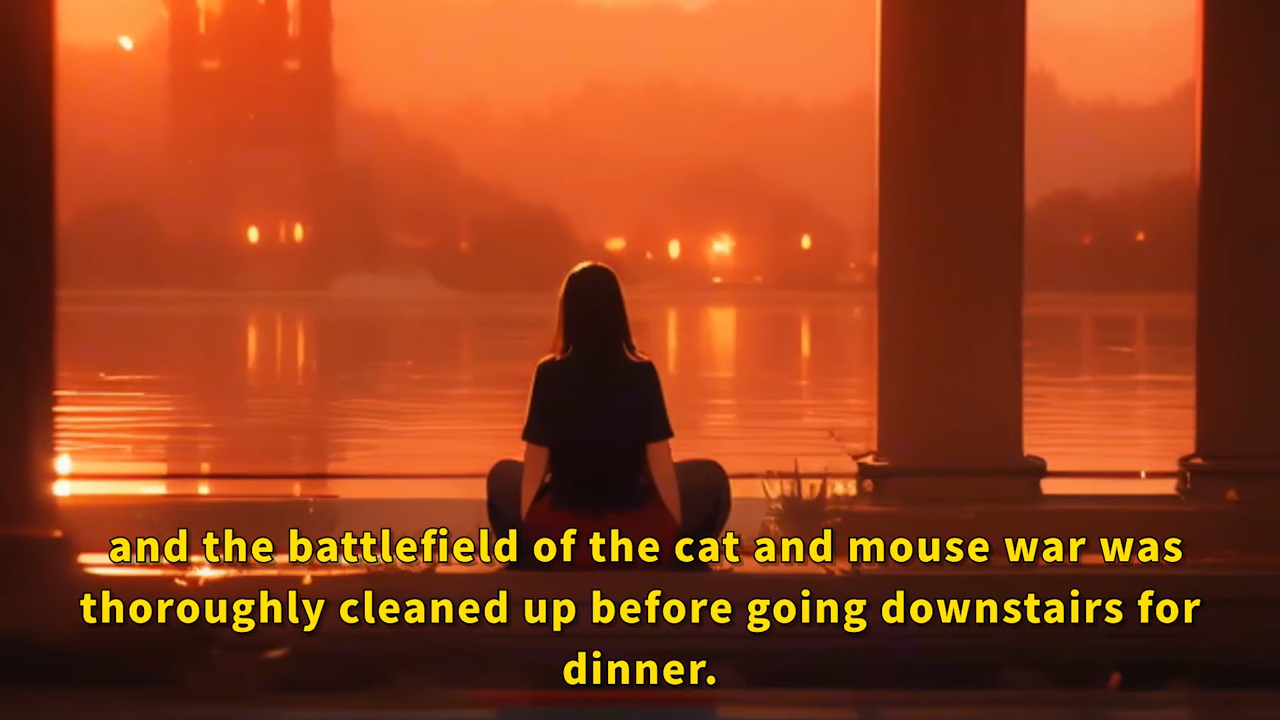 and the battlefield of the cat and mouse war was
thoroughly cleaned up before going downstairs for
dinner.